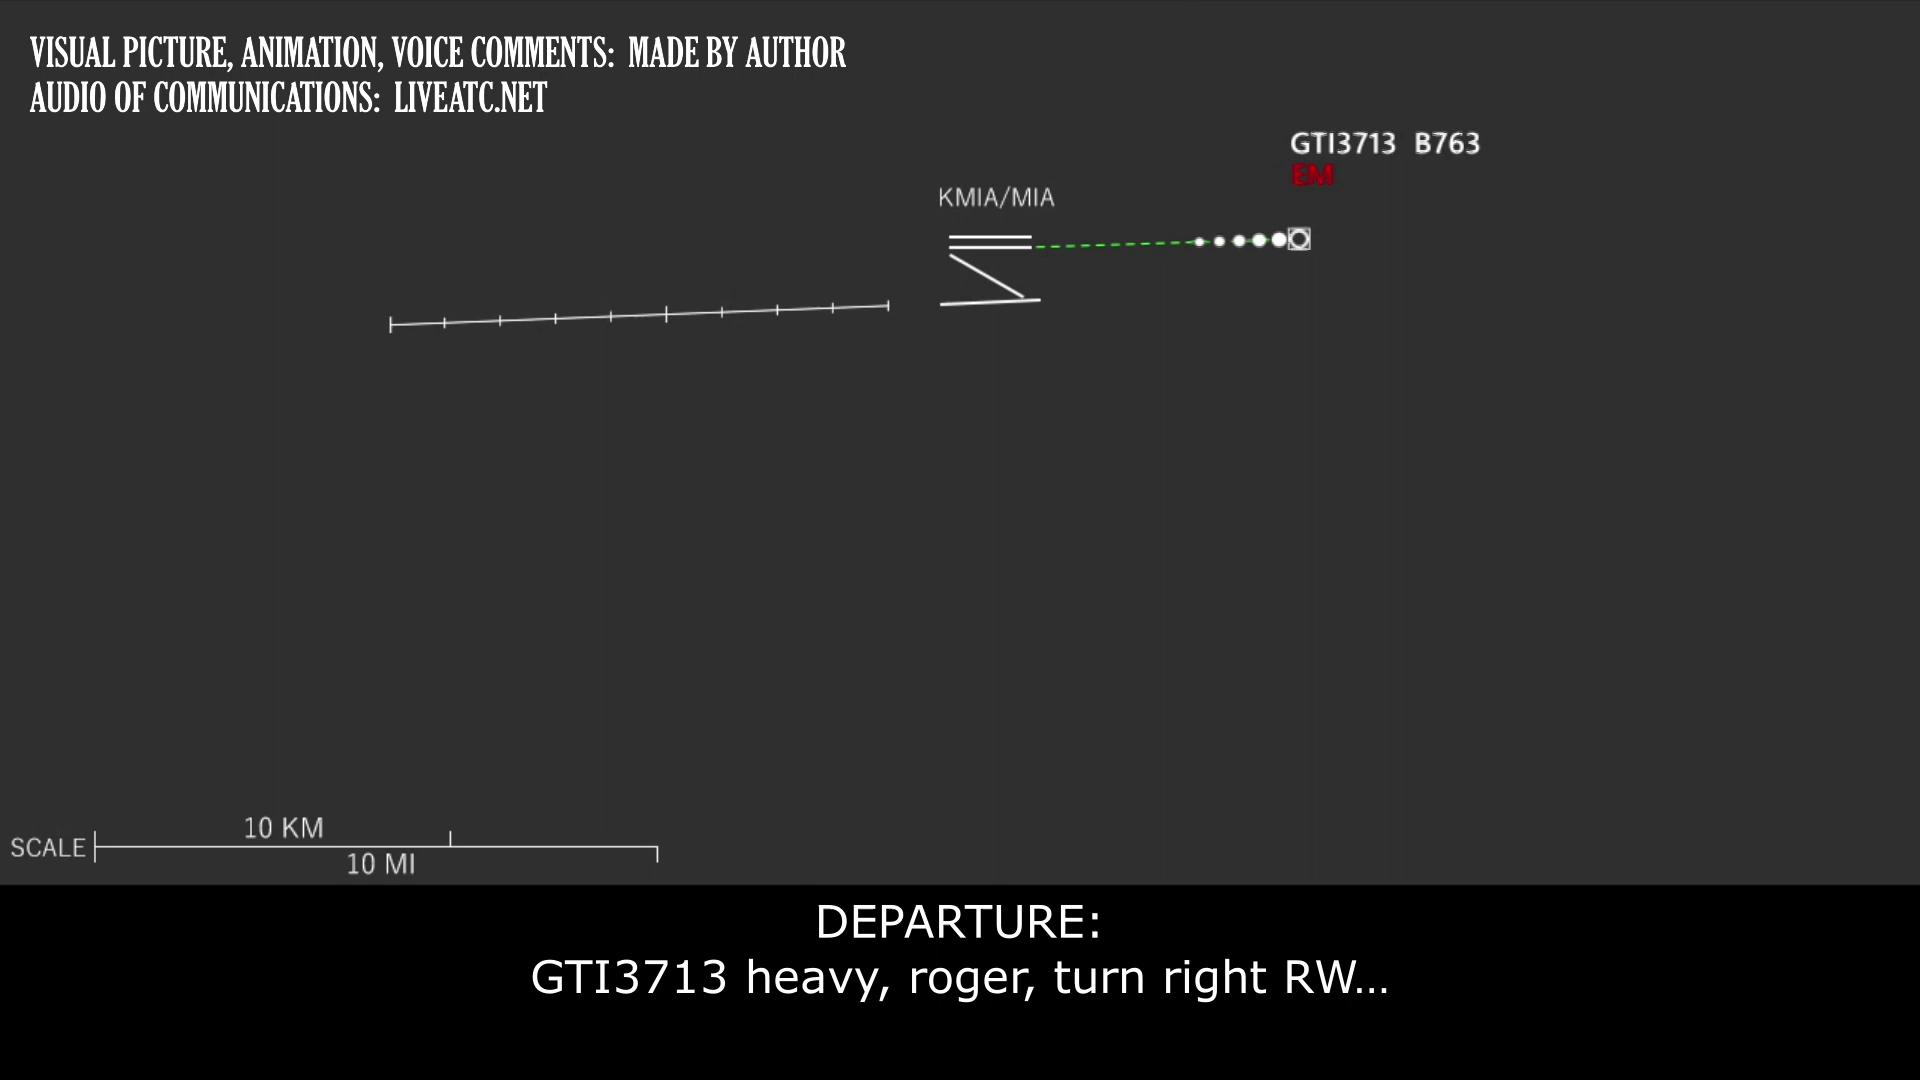 VISUAL PICTURE, ANIMATION, VOICE COMMENTS: MADE BY AUTHOR
AUDIO OF COMMUNICATIONS: LIVEATC.NET
GTI3713 B763
EM
KMIA/MIA
10 KM
SCALE
10 MI
DEPARTURE:
GTI3713 heavy, roger, turn right RW...